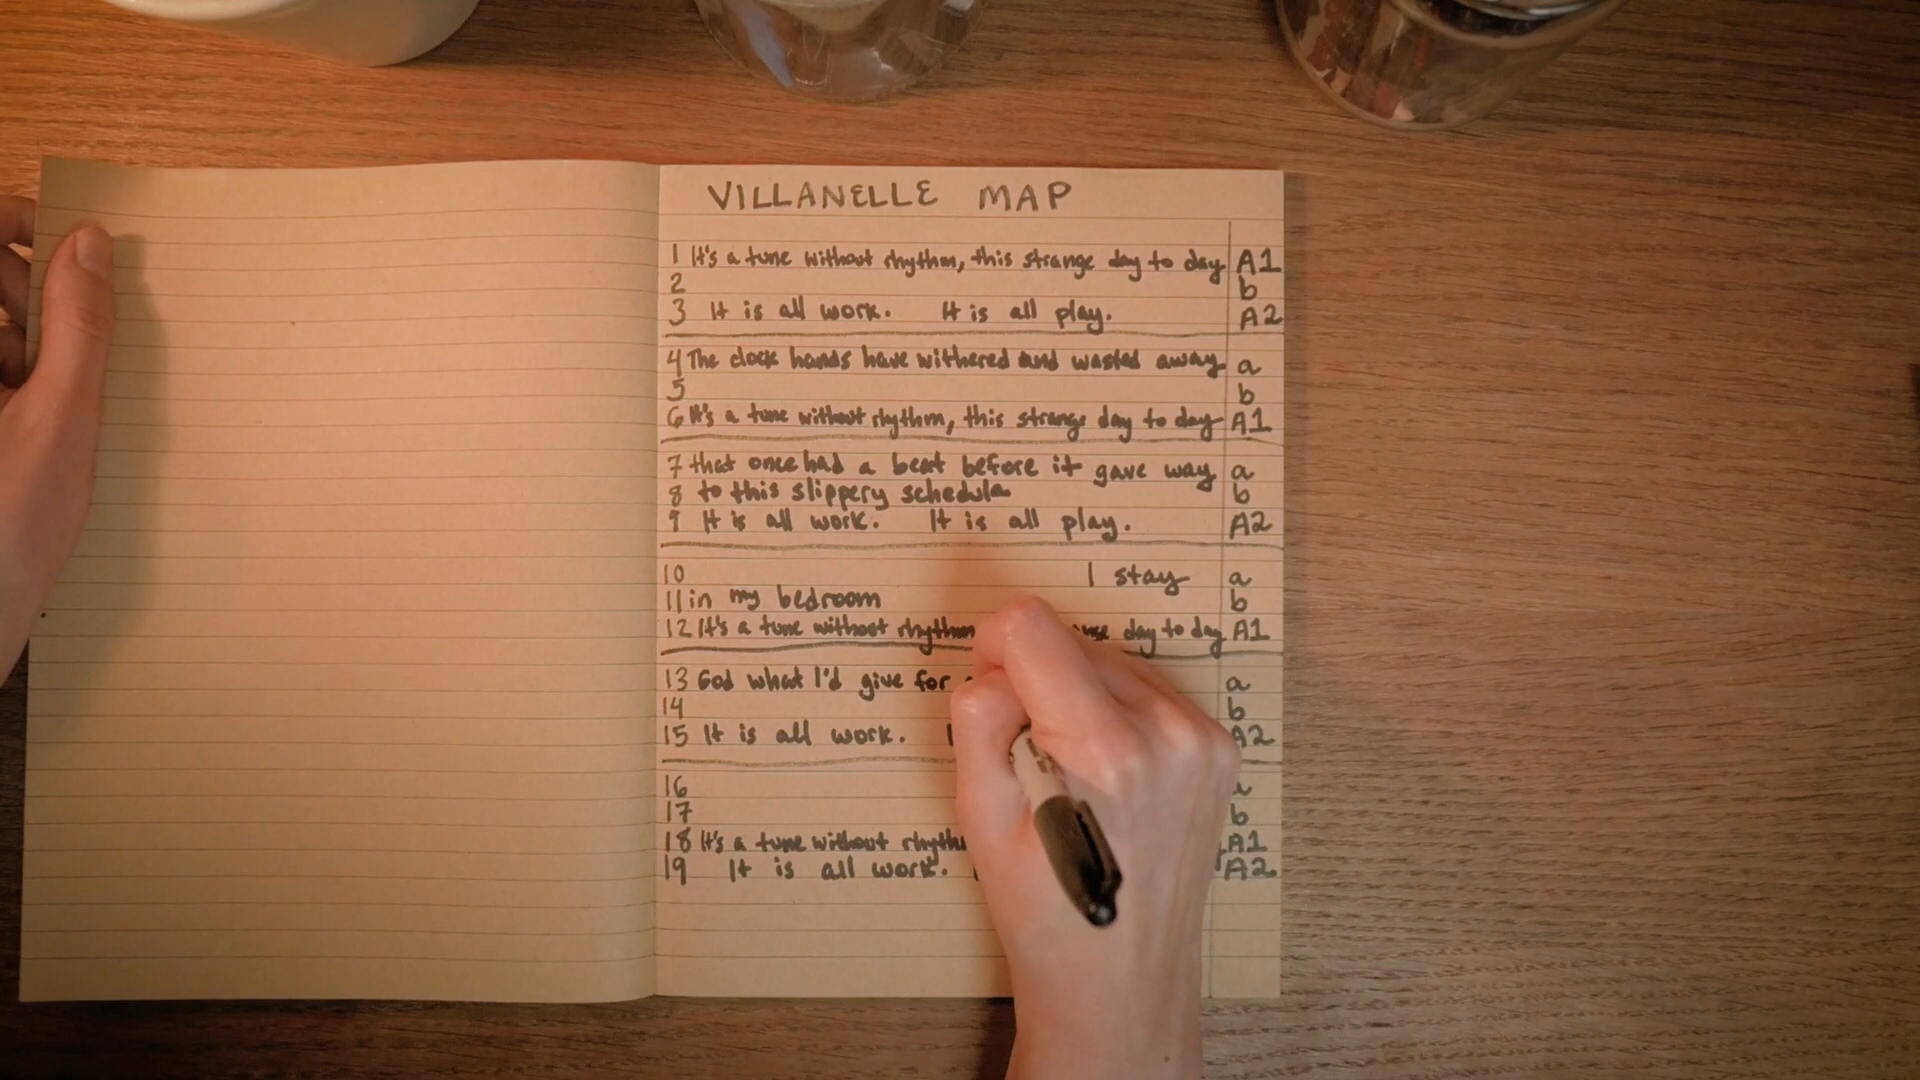 VILLANELLE MAP
1 It's a tune without rhythm, this strange day to day A1
2 b
3 It is all work. It is all play. A2
4 The clock hands have withered and wasted away a
5 b
6 It's a tune without rhythm, this strange day to day A1
7 that once had a beat before it gave way a
8 to this slippery schedule b
9 It is all work. It is all play. A2
10 I stay a
11 in my bedroom b
12 It's a tune without rhythm day to day A1
13 God what I'd give for a
14 b
15 It is all work. A2
16
17 b
18 It's a tune without A1
19 It is all work. A2